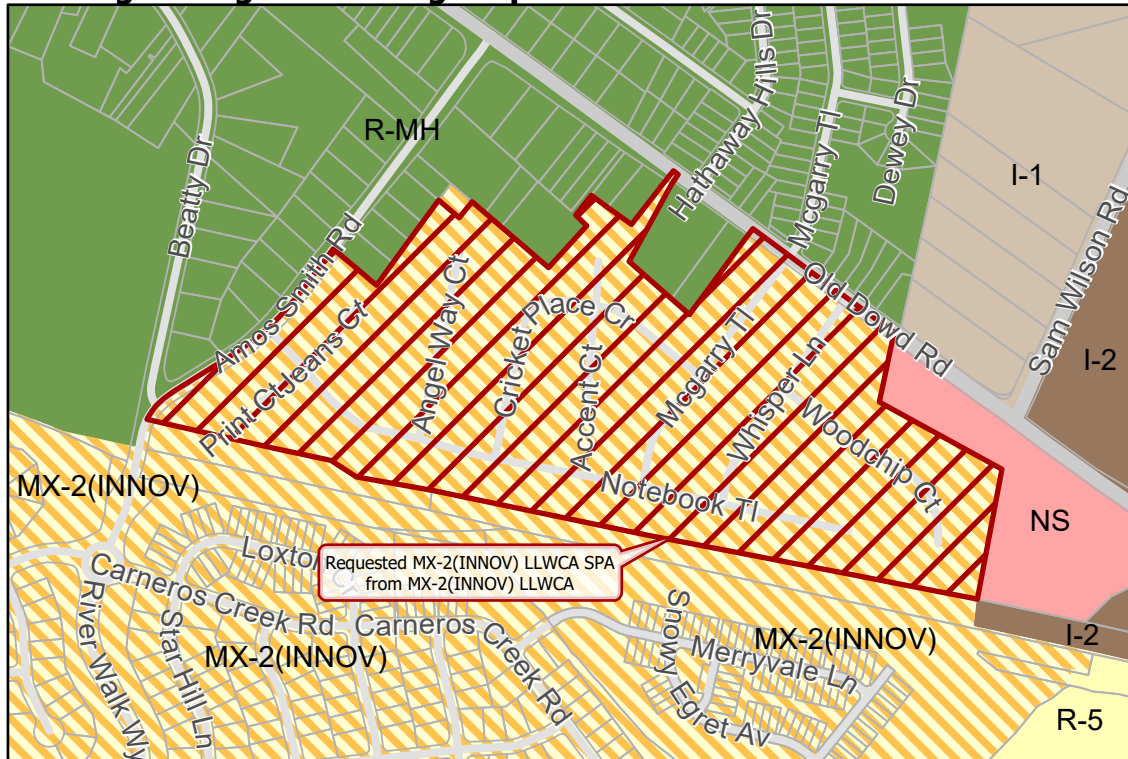 R-MH
Beatty Dr
Amos Smith Rd
Hathaway Hills Dr
Mcgarry Tl
Dewey Dr
I-1
Sam Wilson Rd
I-2
Old Dowd Rd
Print Ct
Jeans Ct
Angel Way Ct
Cricket Place Cr
Accent Ct
Mcgarry Tl
Whisper Ln
Woodchip Ct
Notebook Tl
NS
MX-2(INNOV)
Requested MX-2(INNOV) LLWCA SPA
from MX-2(INNOV) LLWCA
Carneros Creek Rd
Carneros Creek Rd
River Walk Wy
Star Hill Ln
MX-2(INNOV)
Snowy Egret Av
MX-2(INNOV)
Merryvale Ln
I-2
R-5